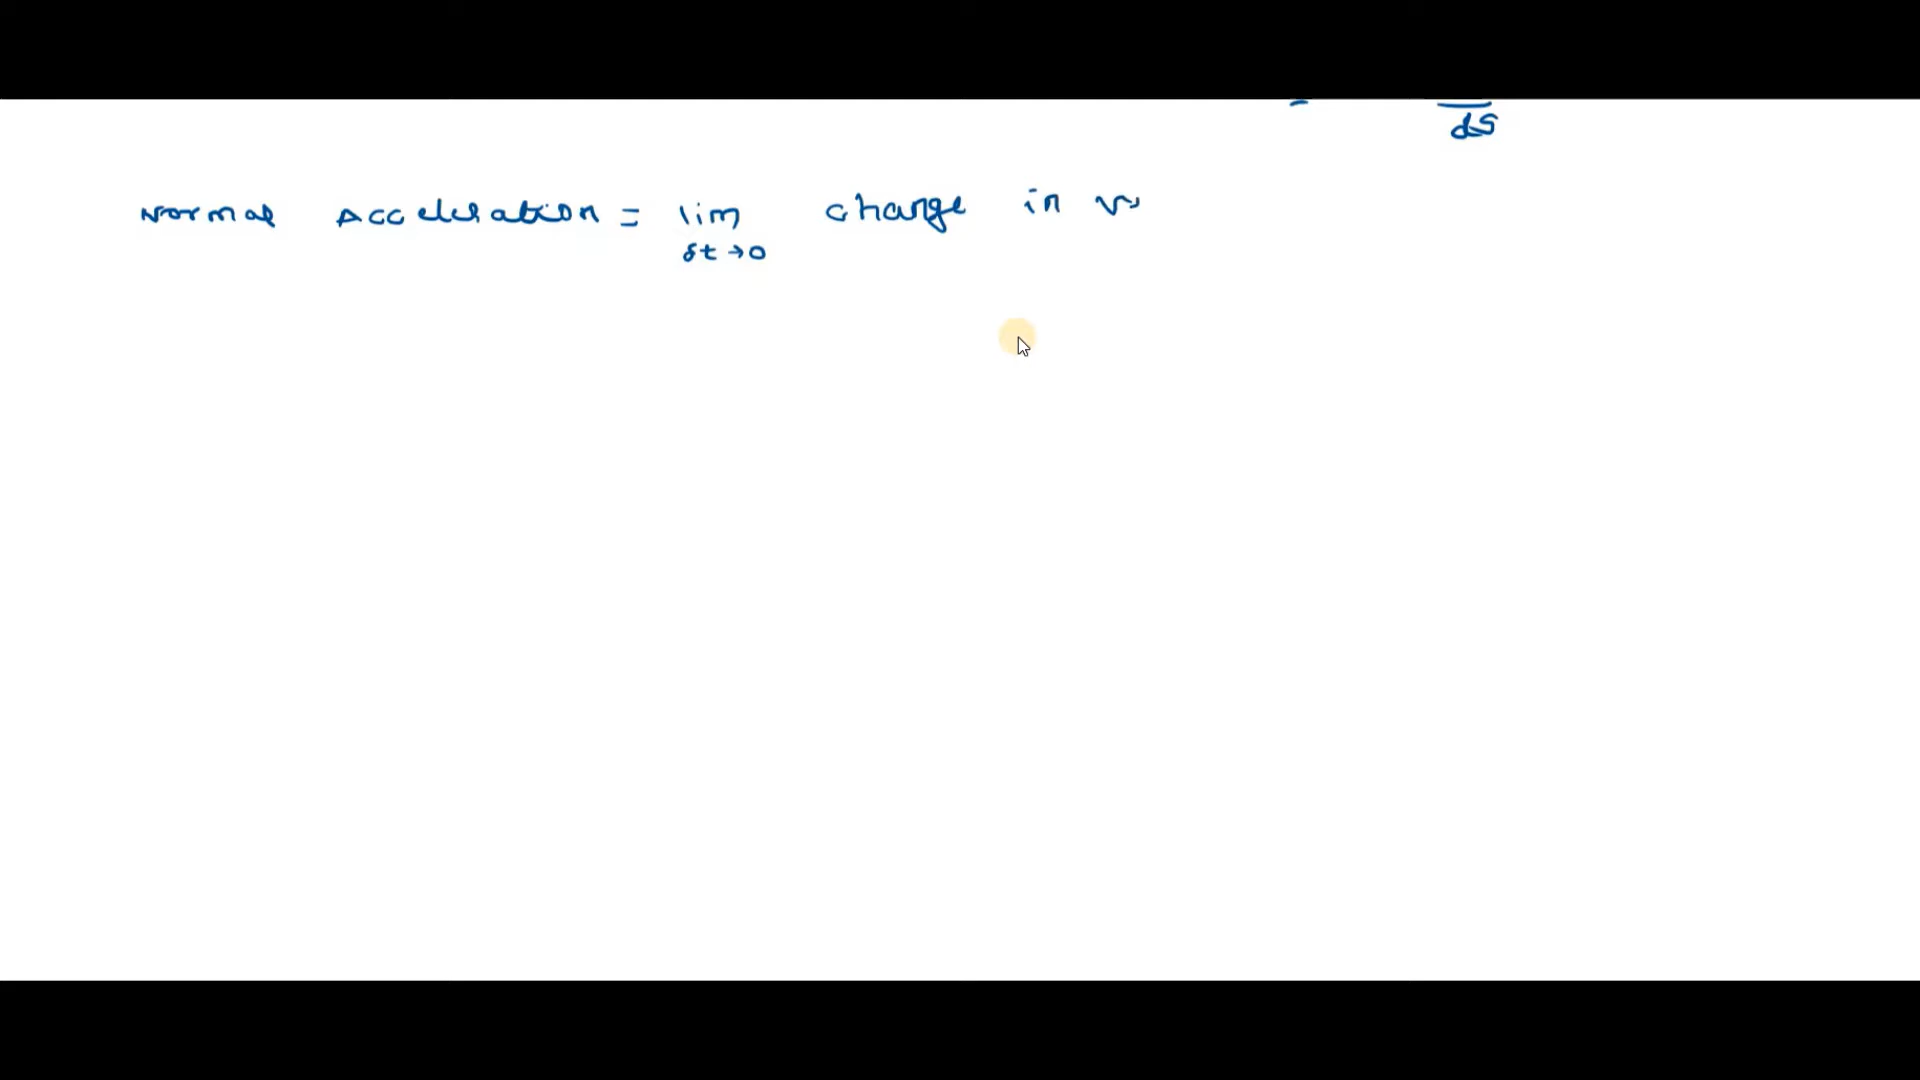 = ds
Normal Acceleration = lim change in v
δt→0